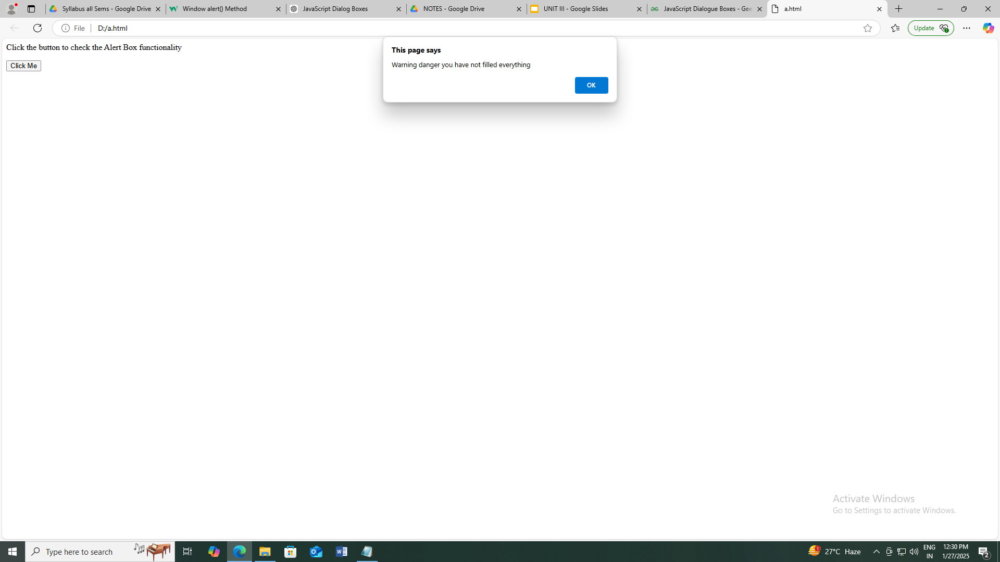 Syllabus all Sems - Google Drive
Window alert() Method
JavaScript Dialog Boxes
NOTES - Google Drive
UNIT III - Google Slides
JavaScript Dialogue Boxes - Gee
a.html
File
D:/a.html
Update
This page says
Warning danger you have not filled everything
OK
Click the button to check the Alert Box functionality
Click Me
Activate Windows
Go to Settings to activate Windows.
Type here to search
1
27°C Haze
ENG
IN
12:30 PM
1/27/2025
2